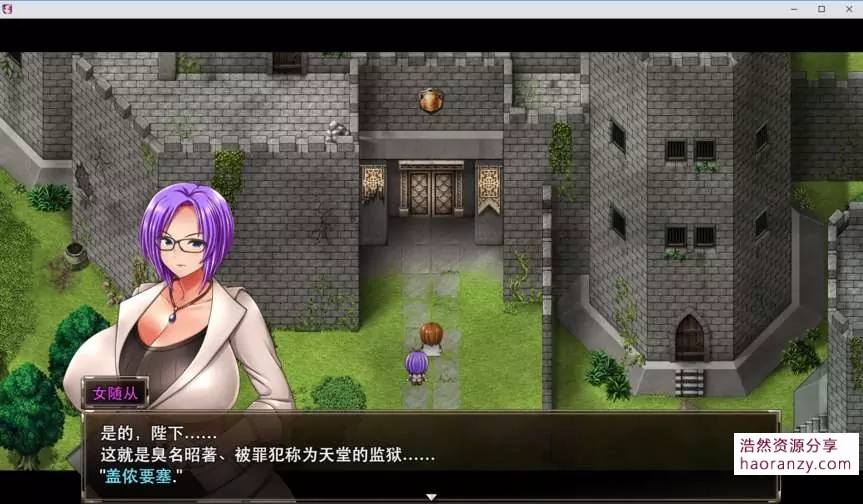 女随从
是的，陛下……
这就是臭名昭著、被罪犯称为天堂的监狱……
"盖侬要塞."
浩然资源分享
haoranzy.com